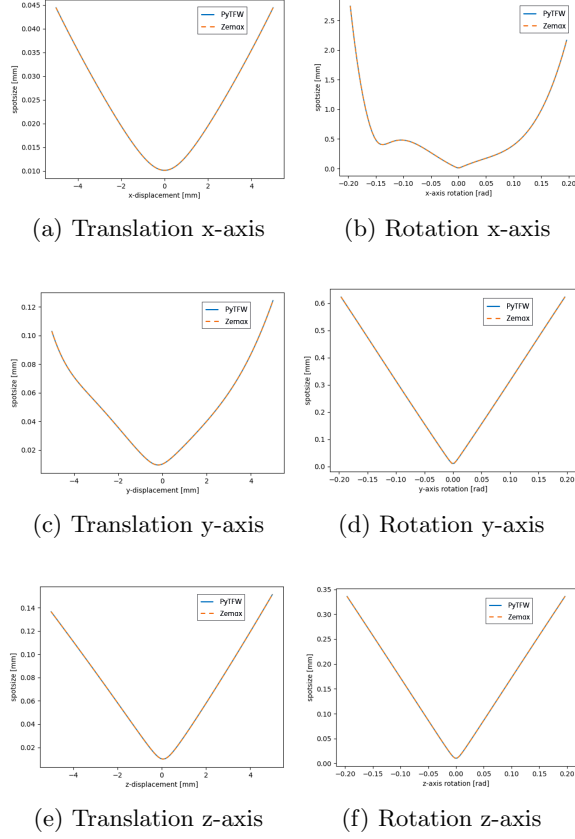 0.045
0.040
0.035
0.030
0.025
0.020
0.015
0.010
spotsize [mm]
−4 −2 0 2 4
x-displacement [mm]
PyTFW
Zemax
2.5
2.0
1.5
1.0
0.5
0.0
spotsize [mm]
−0.20 −0.15 −0.10 −0.05 0.00 0.05 0.10 0.15 0.20
x-axis rotation [rad]
PyTFW
Zemax
(a) Translation x-axis
(b) Rotation x-axis
0.12
0.10
0.08
0.06
0.04
0.02
spotsize [mm]
−4 −2 0 2 4
y-displacement [mm]
PyTFW
Zemax
0.6
0.5
0.4
0.3
0.2
0.1
0.0
spotsize [mm]
−0.20 −0.15 −0.10 −0.05 0.00 0.05 0.10 0.15 0.20
y-axis rotation [rad]
PyTFW
Zemax
(c) Translation y-axis
(d) Rotation y-axis
0.14
0.12
0.10
0.08
0.06
0.04
0.02
spotsize [mm]
−4 −2 0 2 4
z-displacement [mm]
PyTFW
Zemax
0.35
0.30
0.25
0.20
0.15
0.10
0.05
0.00
spotsize [mm]
−0.20 −0.15 −0.10 −0.05 0.00 0.05 0.10 0.15 0.20
z-axis rotation [rad]
PyTFW
Zemax
(e) Translation z-axis
(f) Rotation z-axis